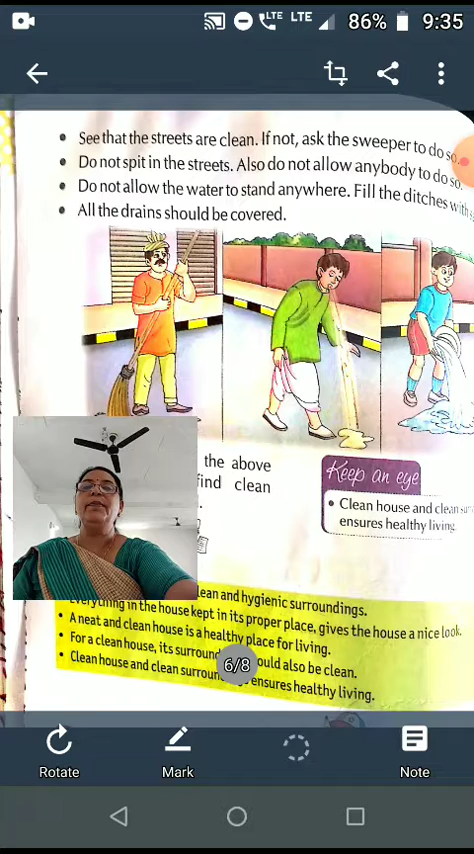 LTE LTE 86% 9:35
See that the streets are clean. If not, ask the sweeper to do so.
Do not spit in the streets. Also do not allow anybody to do so.
Do not allow the water to stand anywhere. Fill the ditches with
All the drains should be covered.
the above
find clean
Keep an eye
Clean house and clean
ensures healthy living.
lean and hygienic surroundings.
Everything in the house kept in its proper place, gives the house a nice look.
A neat and clean house is a healthy place for living.
For a clean house, its surround ould also be clean.
Clean house and clean surroun ensures healthy living.
6/8
Rotate Mark Note